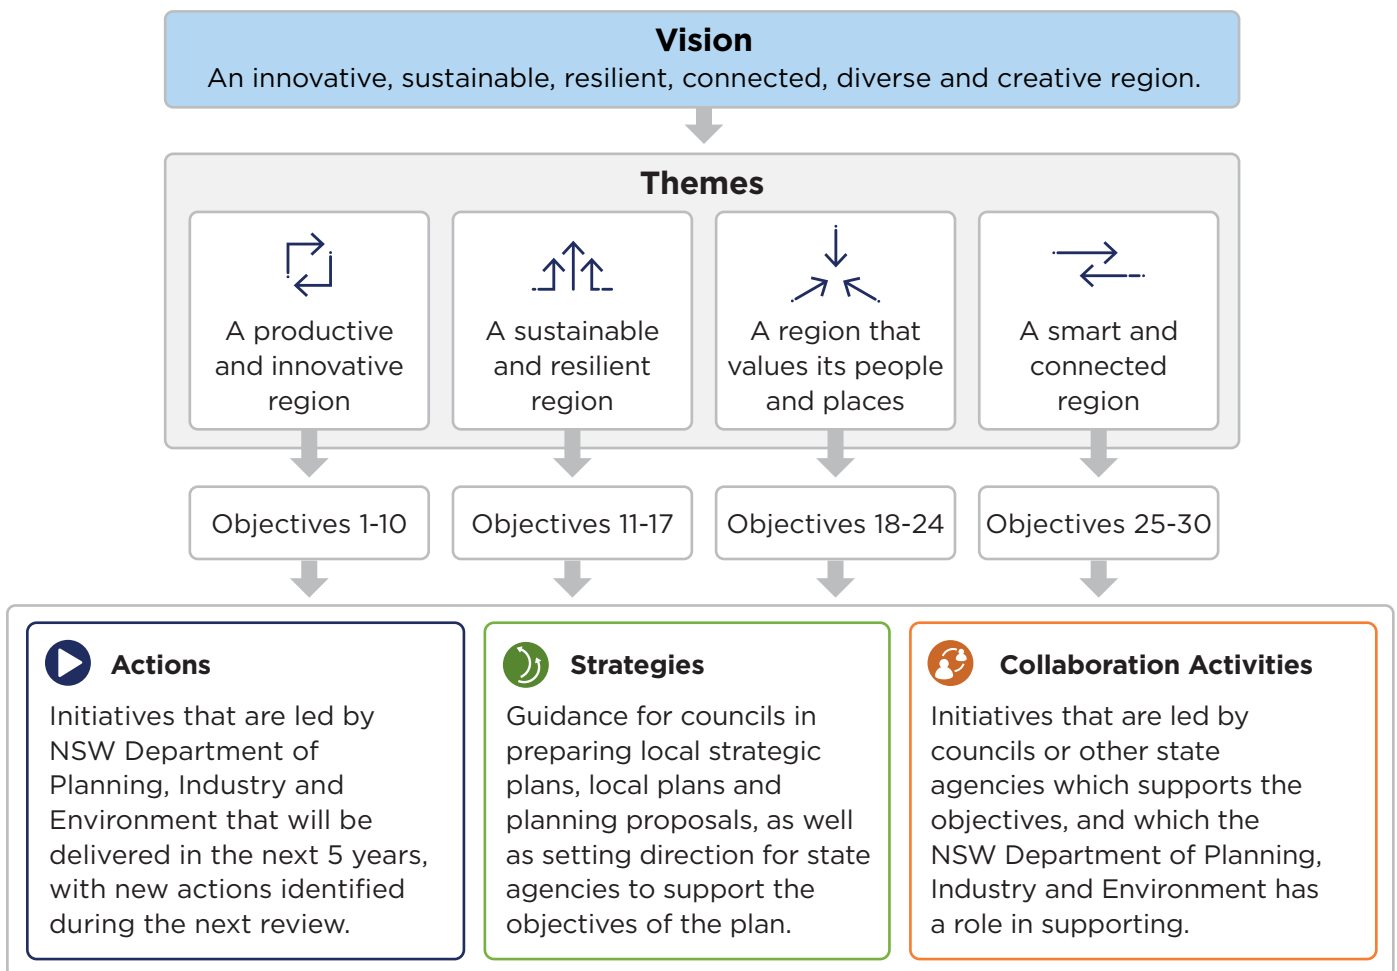 Vision
An innovative, sustainable, resilient, connected, diverse and creative region.
Themes
A productive
and innovative
region
A sustainable
and resilient
region
A region that
values its people
and places
A smart and
connected
region
Objectives 1-10
Objectives 11-17
Objectives 18-24
Objectives 25-30
Actions
Initiatives that are led by
NSW Department of
Planning, Industry and
Environment that will be
delivered in the next 5 years,
with new actions identified
during the next review.
Strategies
Guidance for councils in
preparing local strategic
plans, local plans and
planning proposals, as well
as setting direction for state
agencies to support the
objectives of the plan.
Collaboration Activities
Initiatives that are led by
councils or other state
agencies which supports the
objectives, and which the
NSW Department of Planning,
Industry and Environment has
a role in supporting.